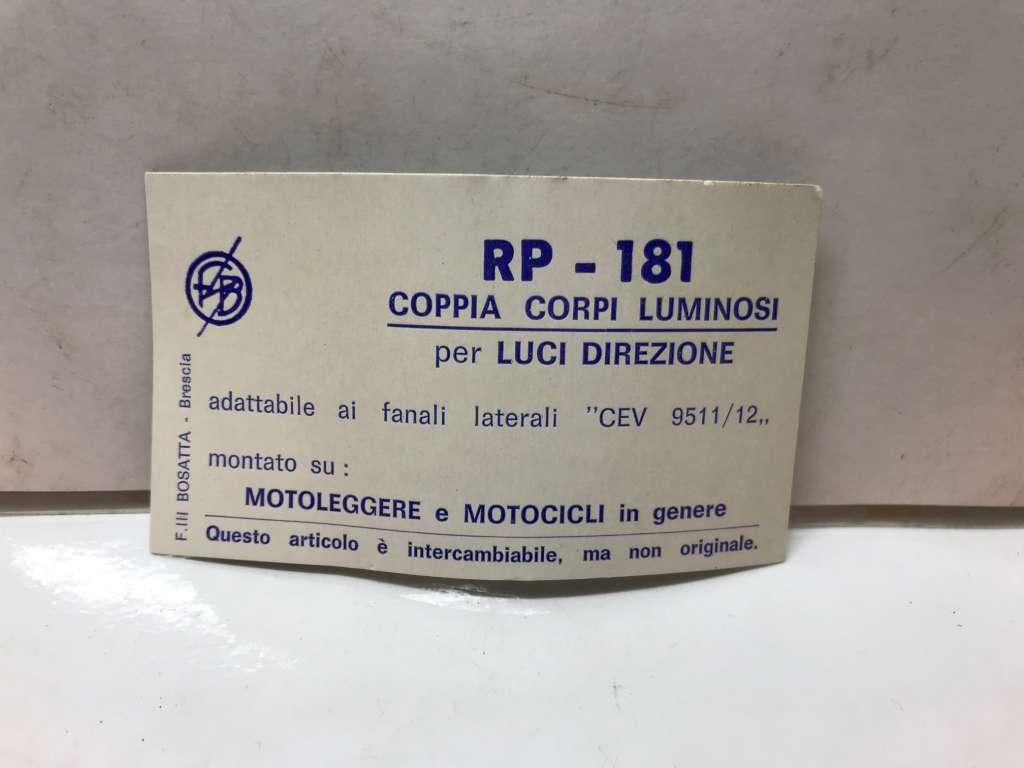 RP - 181
COPPIA CORPI LUMINOSI
per LUCI DIREZIONE
adattabile ai fanali laterali "CEV 9511/12„
montato su :
MOTOLEGGERE e MOTOCICLI in genere
Questo articolo è intercambiabile, ma non originale.
F.lli BOSATTA - Brescia
FB